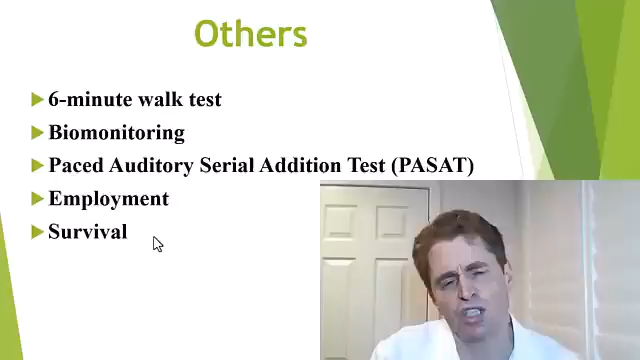 Others
6-minute walk test
Biomonitoring
Paced Auditory Serial Addition Test (PASAT)
Employment
Survival